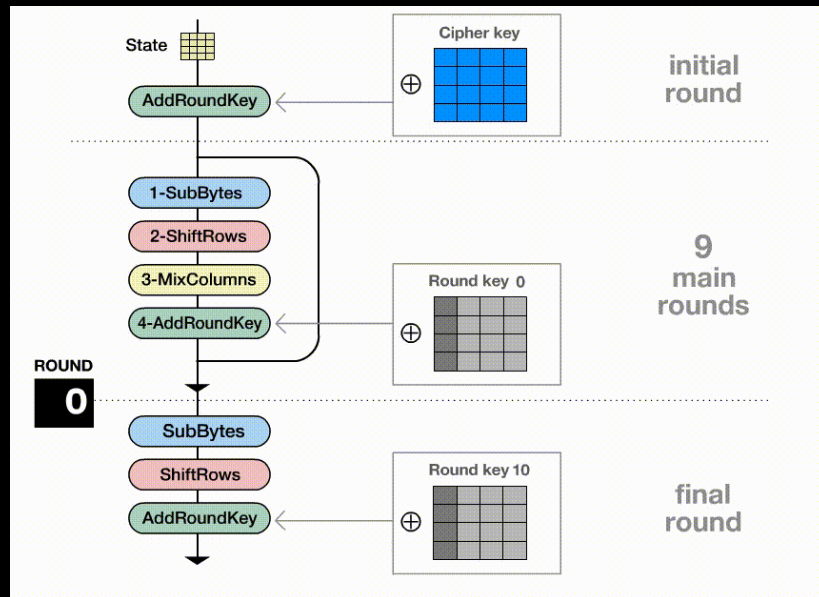 State
Cipher key
⊕
AddRoundKey
initial
round
1-SubBytes
2-ShiftRows
3-MixColumns
4-AddRoundKey
Round key 0
⊕
9
main
rounds
ROUND
0
SubBytes
ShiftRows
AddRoundKey
Round key 10
⊕
final
round